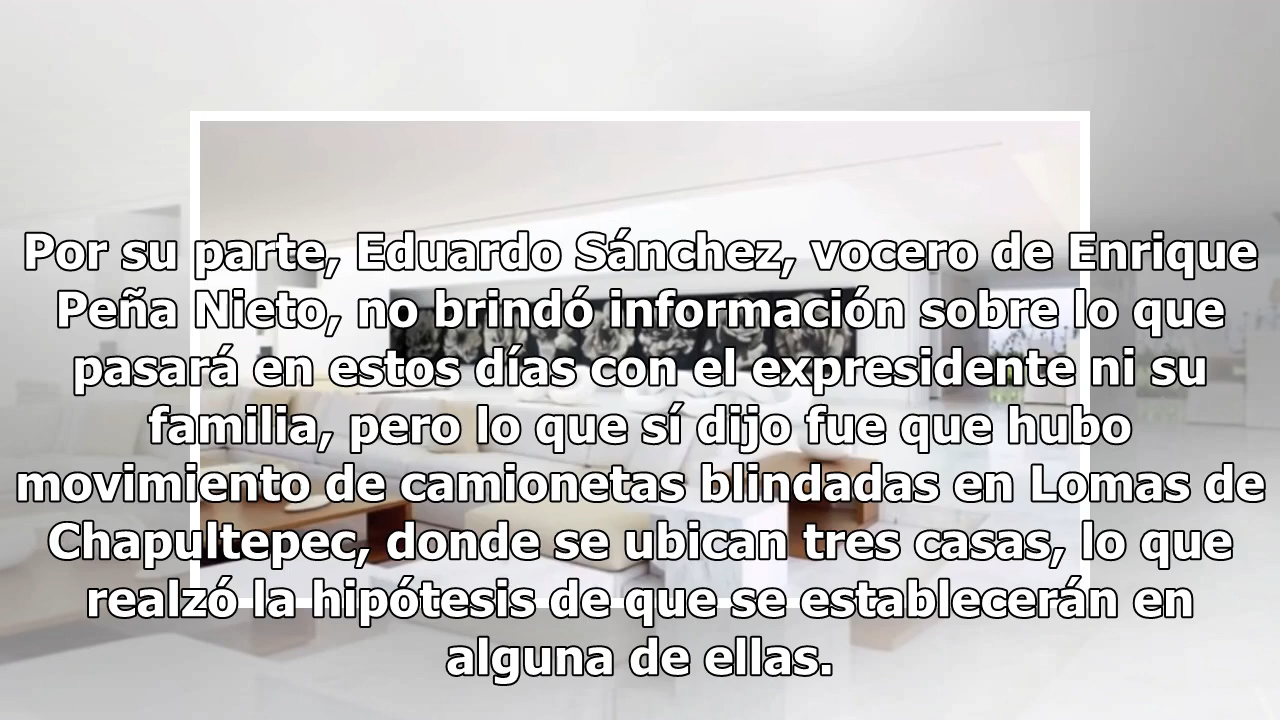 Por su parte, Eduardo Sánchez, vocero de Enrique
Peña Nieto, no brindó información sobre lo que
pasará en estos días con el expresidente ni su
familia, pero lo que sí dijo fue que hubo
movimiento de camionetas blindadas en Lomas de
Chapultepec, donde se ubican tres casas, lo que
realzó la hipótesis de que se establecerán en
alguna de ellas.